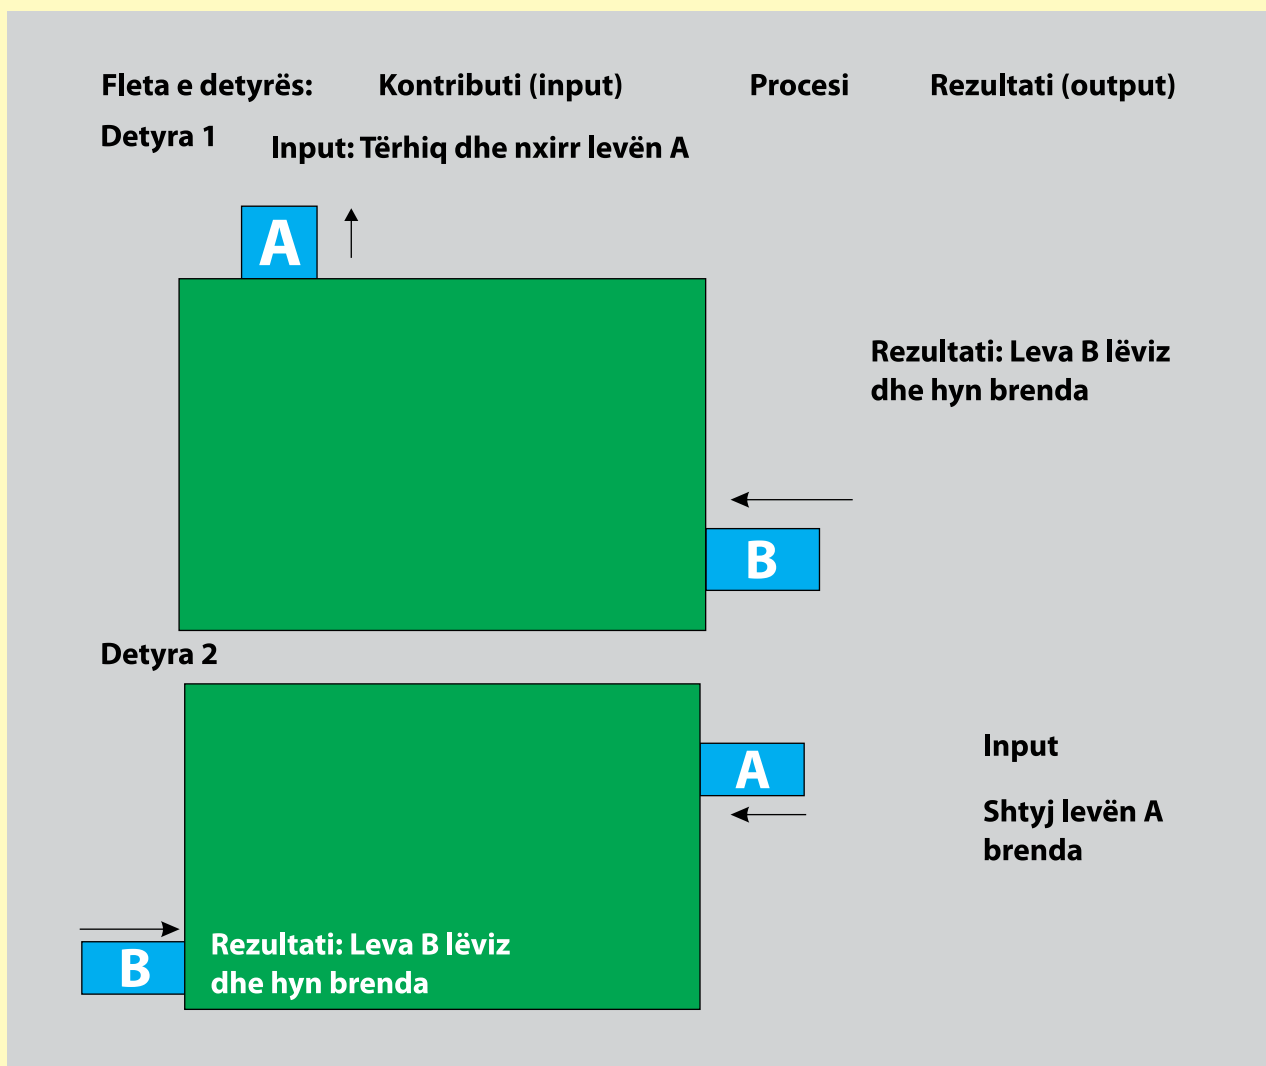 Fleta e detyrës: Kontributi (input) Procesi Rezultati (output)
Detyra 1
Input: Tërhiq dhe nxirr levën A
A
Rezultati: Leva B lëviz
dhe hyn brenda
B
Detyra 2
A
Input
Shtyj levën A
brenda
B
Rezultati: Leva B lëviz
dhe hyn brenda